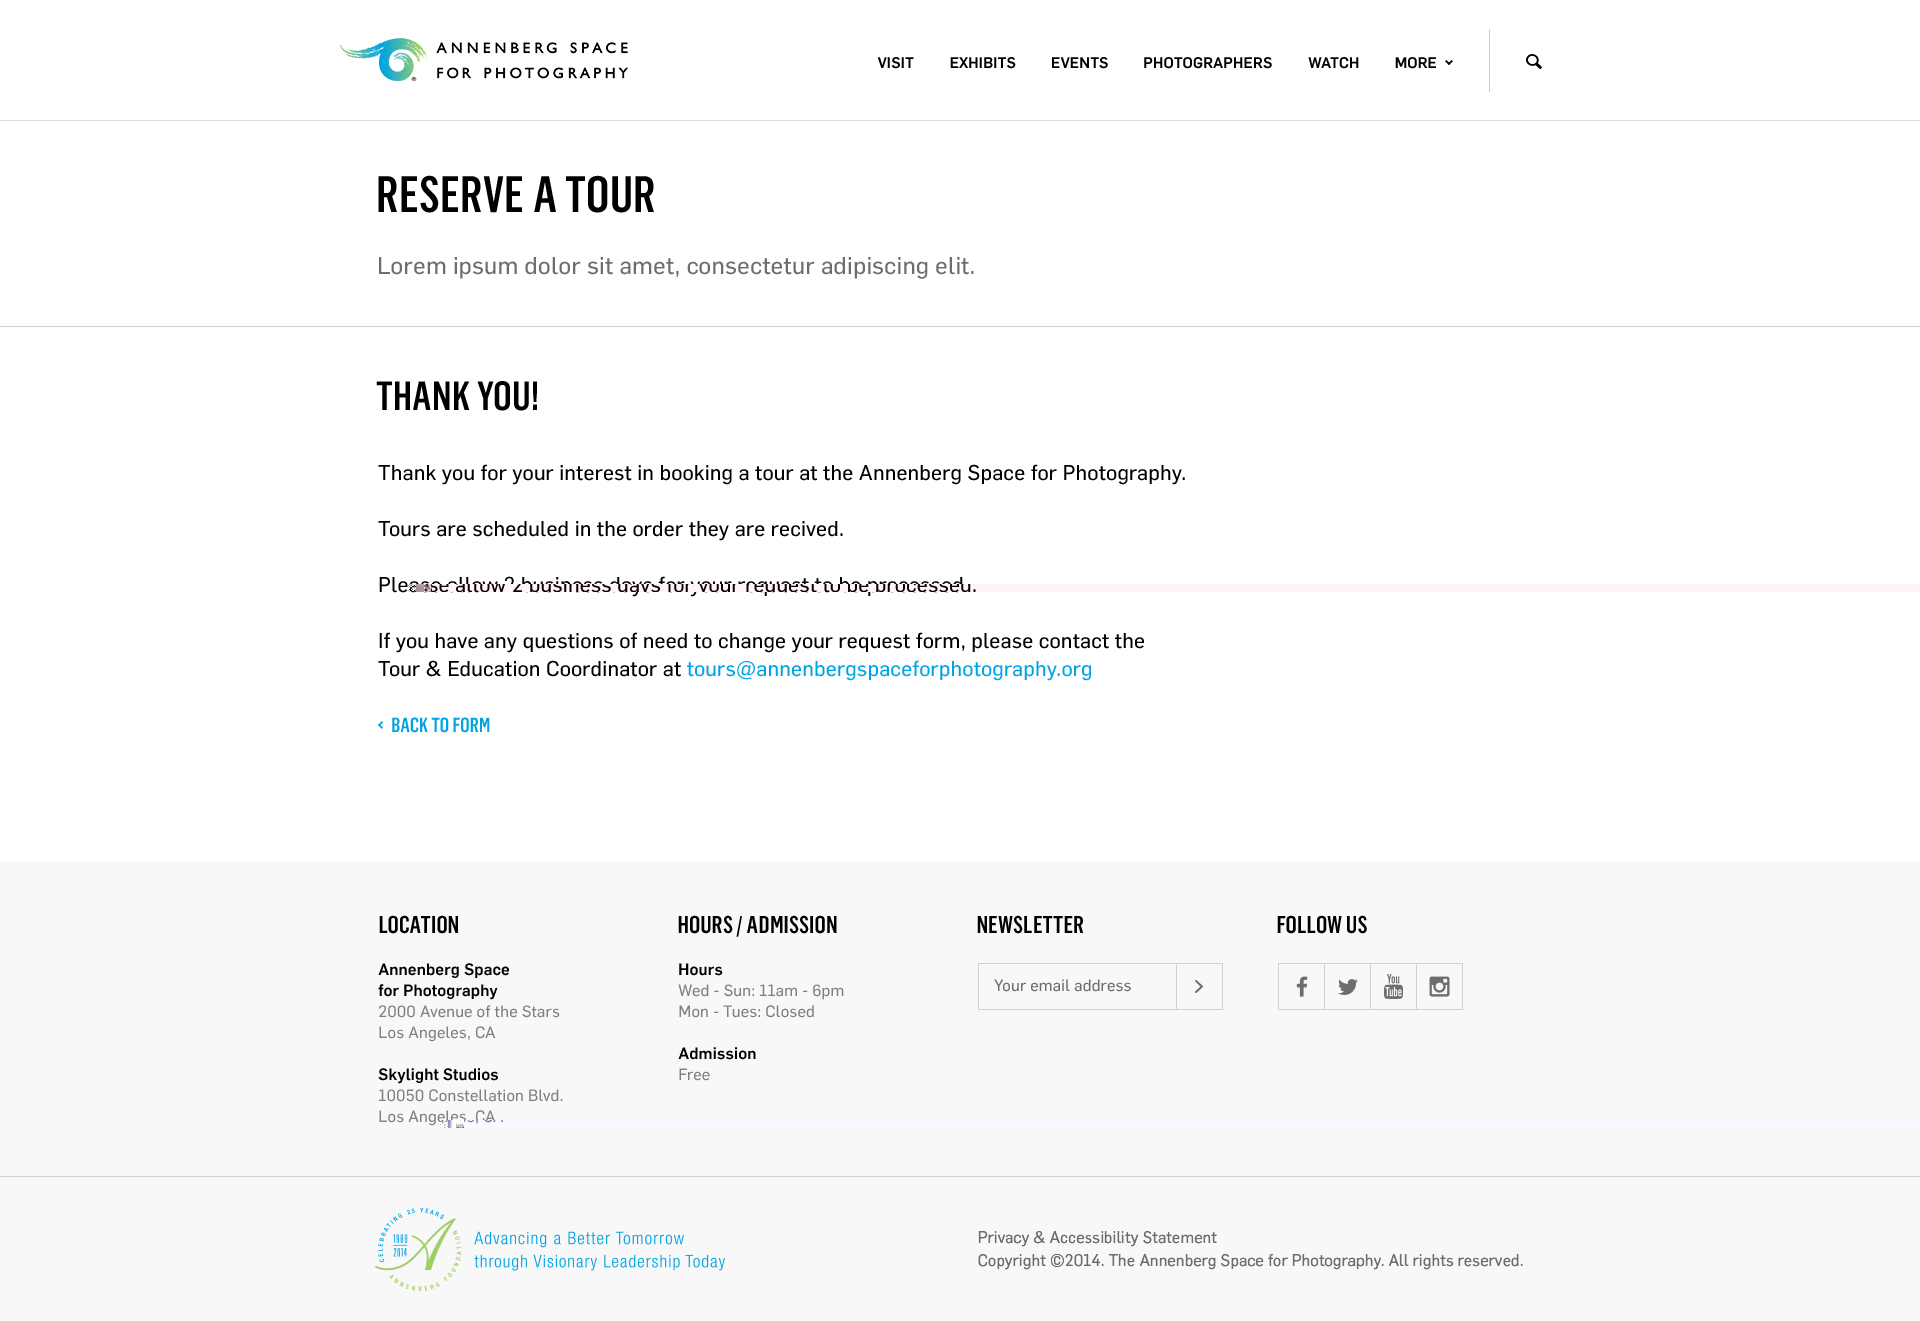 ANNENBERG SPACE
FOR PHOTOGRAPHY
VISIT EXHIBITS EVENTS PHOTOGRAPHERS WATCH MORE
RESERVE A TOUR
Lorem ipsum dolor sit amet, consectetur adipiscing elit.
THANK YOU!
Thank you for your interest in booking a tour at the Annenberg Space for Photography.
Tours are scheduled in the order they are recived.
Please allow 2 business days for your request to be processed.
If you have any questions of need to change your request form, please contact the
Tour & Education Coordinator at tours@annenbergspaceforphotography.org
‹ BACK TO FORM
LOCATION
Annenberg Space
for Photography
2000 Avenue of the Stars
Los Angeles, CA
Skylight Studios
10050 Constellation Blvd.
Los Angeles, CA .
HOURS / ADMISSION
Hours
Wed - Sun: 11am - 6pm
Mon - Tues: Closed
Admission
Free
NEWSLETTER
Your email address
FOLLOW US
You
Tube
CELEBRATING 25 YEARS
1989
2014
ANNENBERG FOUNDATION
Advancing a Better Tomorrow
through Visionary Leadership Today
Privacy & Accessibility Statement
Copyright ©2014. The Annenberg Space for Photography. All rights reserved.